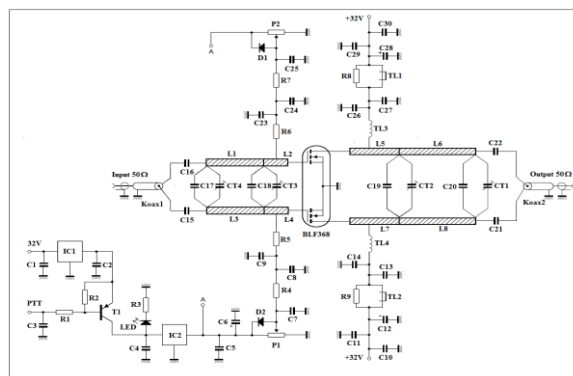 +32V
P2
C30
A
C29
C28
D1
C25
R8
TL1
R7
C24
C26
C27
C23
R6
TL3
L1
L2
L5
L6
C22
Input 50Ω
C16
C17
CT4
C18
CT3
C19
CT2
C20
CT1
Output 50Ω
Koax1
Koax2
C15
L3
L4
BLF368
L7
L8
C21
32V
IC1
R5
TL4
C1
C2
C9
C8
C14
C13
R3
A
R4
R9
TL2
PTT
R2
T1
R1
LED
IC2
C6
D2
C7
C12
C3
C4
C5
P1
C11
C10
+32V